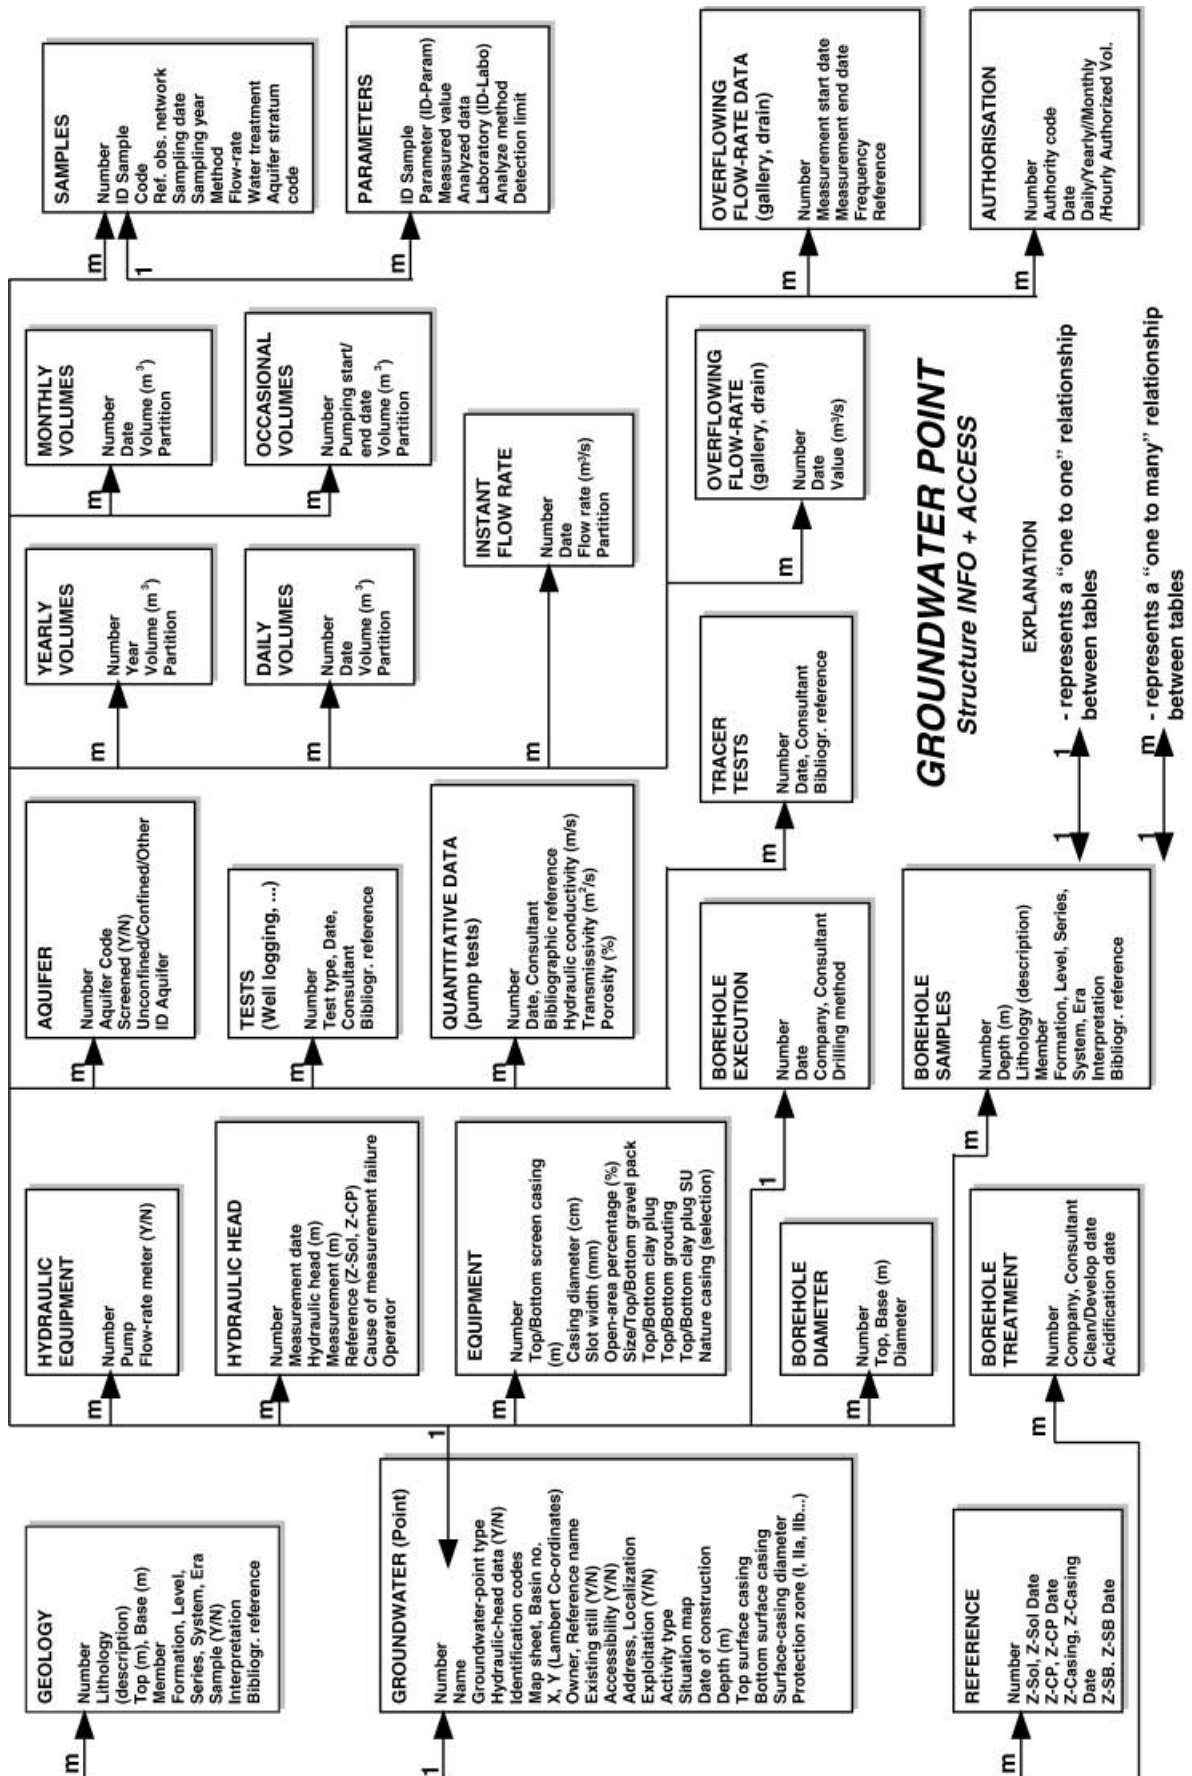 GEOLOGY
Number
Lithology
(description)
Top (m), Base (m)
Member
Formation, Level,
Series, System, Era
Sample (Y/N)
Interpretation
Bibliogr. reference
m
GROUNDWATER (Point)
Number
Name
Groundwater-point type
Hydraulic-head data (Y/N)
Identification codes
Map sheet, Basin no.
X, Y (Lambert Co-ordinates)
Owner, Reference name
Existing still (Y/N)
Accessibility (Y/N)
Address, Localization
Exploitation (Y/N)
Activity type
Situation map
Date of construction
Depth (m)
Top surface casing
Bottom surface casing
Surface-casing diameter
Protection zone (I, IIa, IIb...)
1
1
REFERENCE
Number
Z-Sol, Z-Sol Date
Z-CP, Z-CP Date
Z-Casing, Z-Casing
Date
Z-SB, Z-SB Date
m
HYDRAULIC
EQUIPMENT
Number
Pump
Flow-rate meter (Y/N)
m
HYDRAULIC HEAD
Number
Measurement date
Hydraulic head (m)
Measurement (m)
Reference (Z-Sol, Z-CP)
Cause of measurement failure
Operator
m
EQUIPMENT
Number
Top/Bottom screen casing
(m)
Casing diameter (cm)
Slot width (mm)
Open-area percentage (%)
Size/Top/Bottom gravel pack
Top/Bottom clay plug
Top/Bottom grouting
Top/Bottom clay plug SU
Nature casing (selection)
m
BOREHOLE
DIAMETER
Number
Top, Base (m)
Diameter
m
BOREHOLE
TREATMENT
Number
Company, Consultant
Clean/Develop date
Acidification date
m
AQUIFER
Number
Aquifer Code
Screened (Y/N)
Unconfined/Confined/Other
ID Aquifer
m
TESTS
(Well logging, ...)
Number
Test type, Date,
Consultant
Bibliogr. reference
m
QUANTITATIVE DATA
(pump tests)
Number
Date, Consultant
Bibliographic reference
Hydraulic conductivity (m/s)
Transmissivity (m²/s)
Porosity (%)
m
BOREHOLE
EXECUTION
Number
Date
Company, Consultant
Drilling method
1
BOREHOLE
SAMPLES
Number
Depth (m)
Lithology (description)
Member
Formation, Level, Series,
System, Era
Interpretation
Bibliogr. reference
m
TRACER
TESTS
Number
Date, Consultant
Bibliogr. reference
m
YEARLY
VOLUMES
Number
Year
Volume (m³)
Partition
m
DAILY
VOLUMES
Number
Date
Volume (m³)
Partition
m
MONTHLY
VOLUMES
Number
Date
Volume (m³)
Partition
m
OCCASIONAL
VOLUMES
Number
Pumping start/
end date
Volume (m³)
Partition
m
INSTANT
FLOW RATE
Number
Date
Flow rate (m³/s)
Partition
m
OVERFLOWING
FLOW-RATE
(gallery, drain)
Number
Date
Value (m³/s)
m
SAMPLES
Number
ID Sample
Code
Ref. obs. network
Sampling date
Sampling year
Method
Flow-rate
Water treatment
Aquifer stratum
code
m
1
PARAMETERS
ID Sample
Parameter (ID-Param)
Measured value
Analyzed data
Laboratory (ID-Labo)
Analyze method
Detection limit
m
OVERFLOWING
FLOW-RATE DATA
(gallery, drain)
Number
Measurement start date
Measurement end date
Frequency
Reference
m
AUTHORISATION
Number
Authority code
Date
Daily/Yearly//Monthly
/Hourly Authorized Vol.
m
GROUNDWATER POINT
Structure INFO + ACCESS
EXPLANATION
1 1 - represents a “one to one” relationship
between tables
1 m - represents a “one to many” relationship
between tables